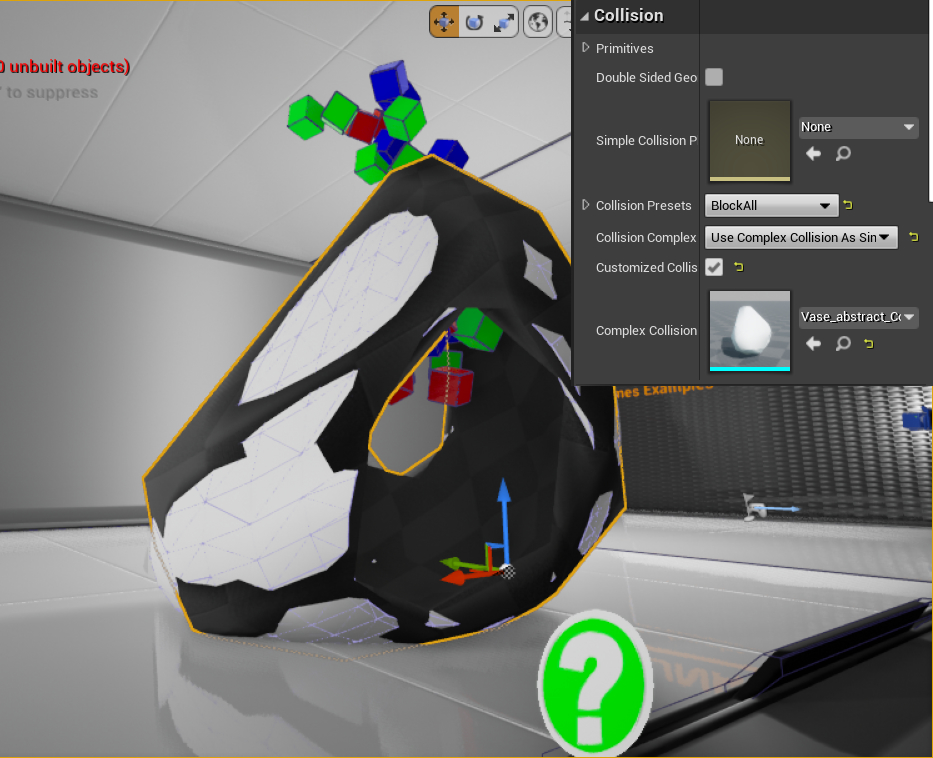 0 unbuilt objects)
' to suppress
Collision
Primitives
Double Sided Geo
Simple Collision P
None
None
Collision Presets
BlockAll
Collision Complex
Use Complex Collision As Sim
Customized Collis
Complex Collision
Vase_abstract_Co
nes Examples
?